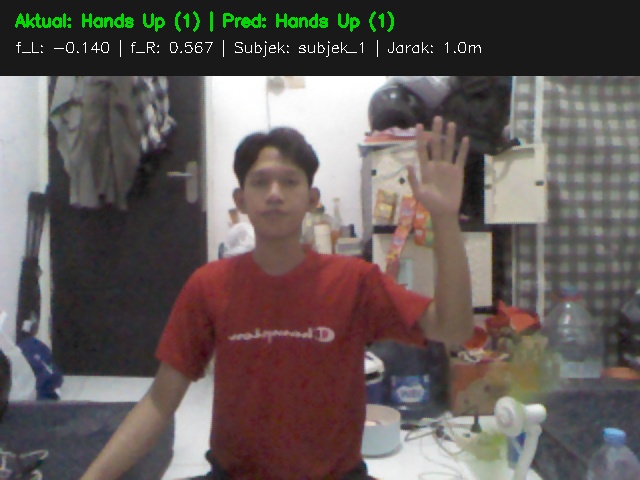 Aktual: Hands Up (1) | Pred: Hands Up (1)
f_L: -0.140 | f_R: 0.567 | Subjek: subjek_1 | Jarak: 1.0m
Champion